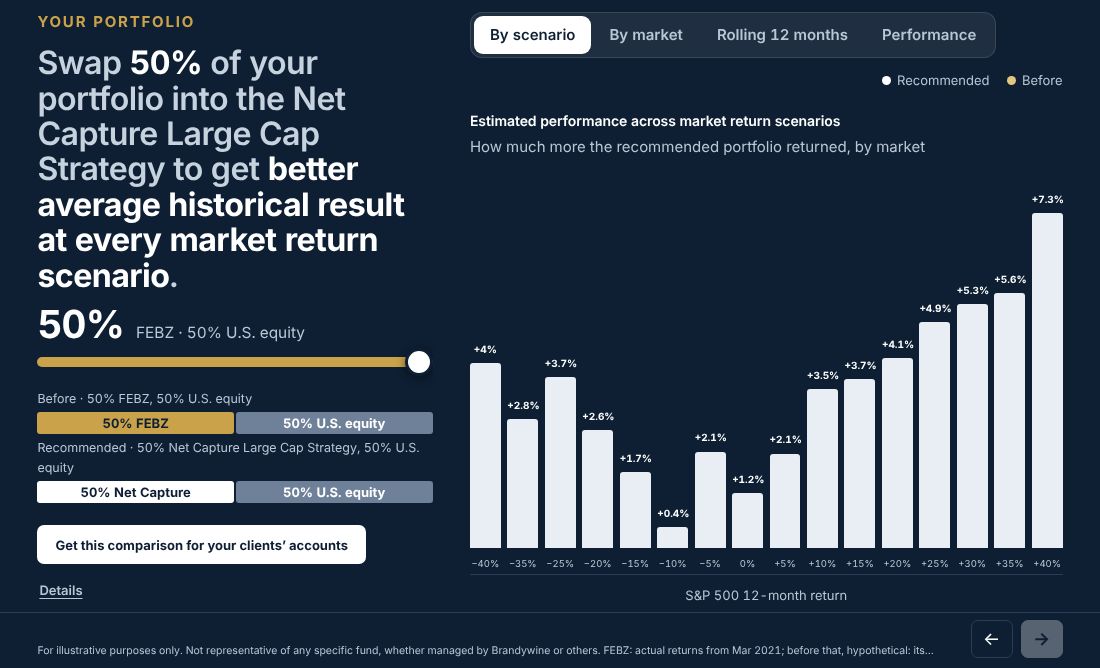 YOUR PORTFOLIO
Swap 50% of your
portfolio into the Net
Capture Large Cap
Strategy to get better
average historical result
at every market return
scenario.
50% FEBZ · 50% U.S. equity
Before · 50% FEBZ, 50% U.S. equity
50% FEBZ 50% U.S. equity
Recommended · 50% Net Capture Large Cap Strategy, 50% U.S.
equity
50% Net Capture 50% U.S. equity
Get this comparison for your clients’ accounts
Details
By scenario By market Rolling 12 months Performance
Recommended Before
Estimated performance across market return scenarios
How much more the recommended portfolio returned, by market
+4% +2.8% +3.7% +2.6% +1.7% +0.4% +2.1% +1.2% +2.1% +3.5% +3.7% +4.1% +4.9% +5.3% +5.6% +7.3%
−40% −35% −25% −20% −15% −10% −5% 0% +5% +10% +15% +20% +25% +30% +35% +40%
S&P 500 12-month return
For illustrative purposes only. Not representative of any specific fund, whether managed by Brandywine or others. FEBZ: actual returns from Mar 2021; before that, hypothetical: its…